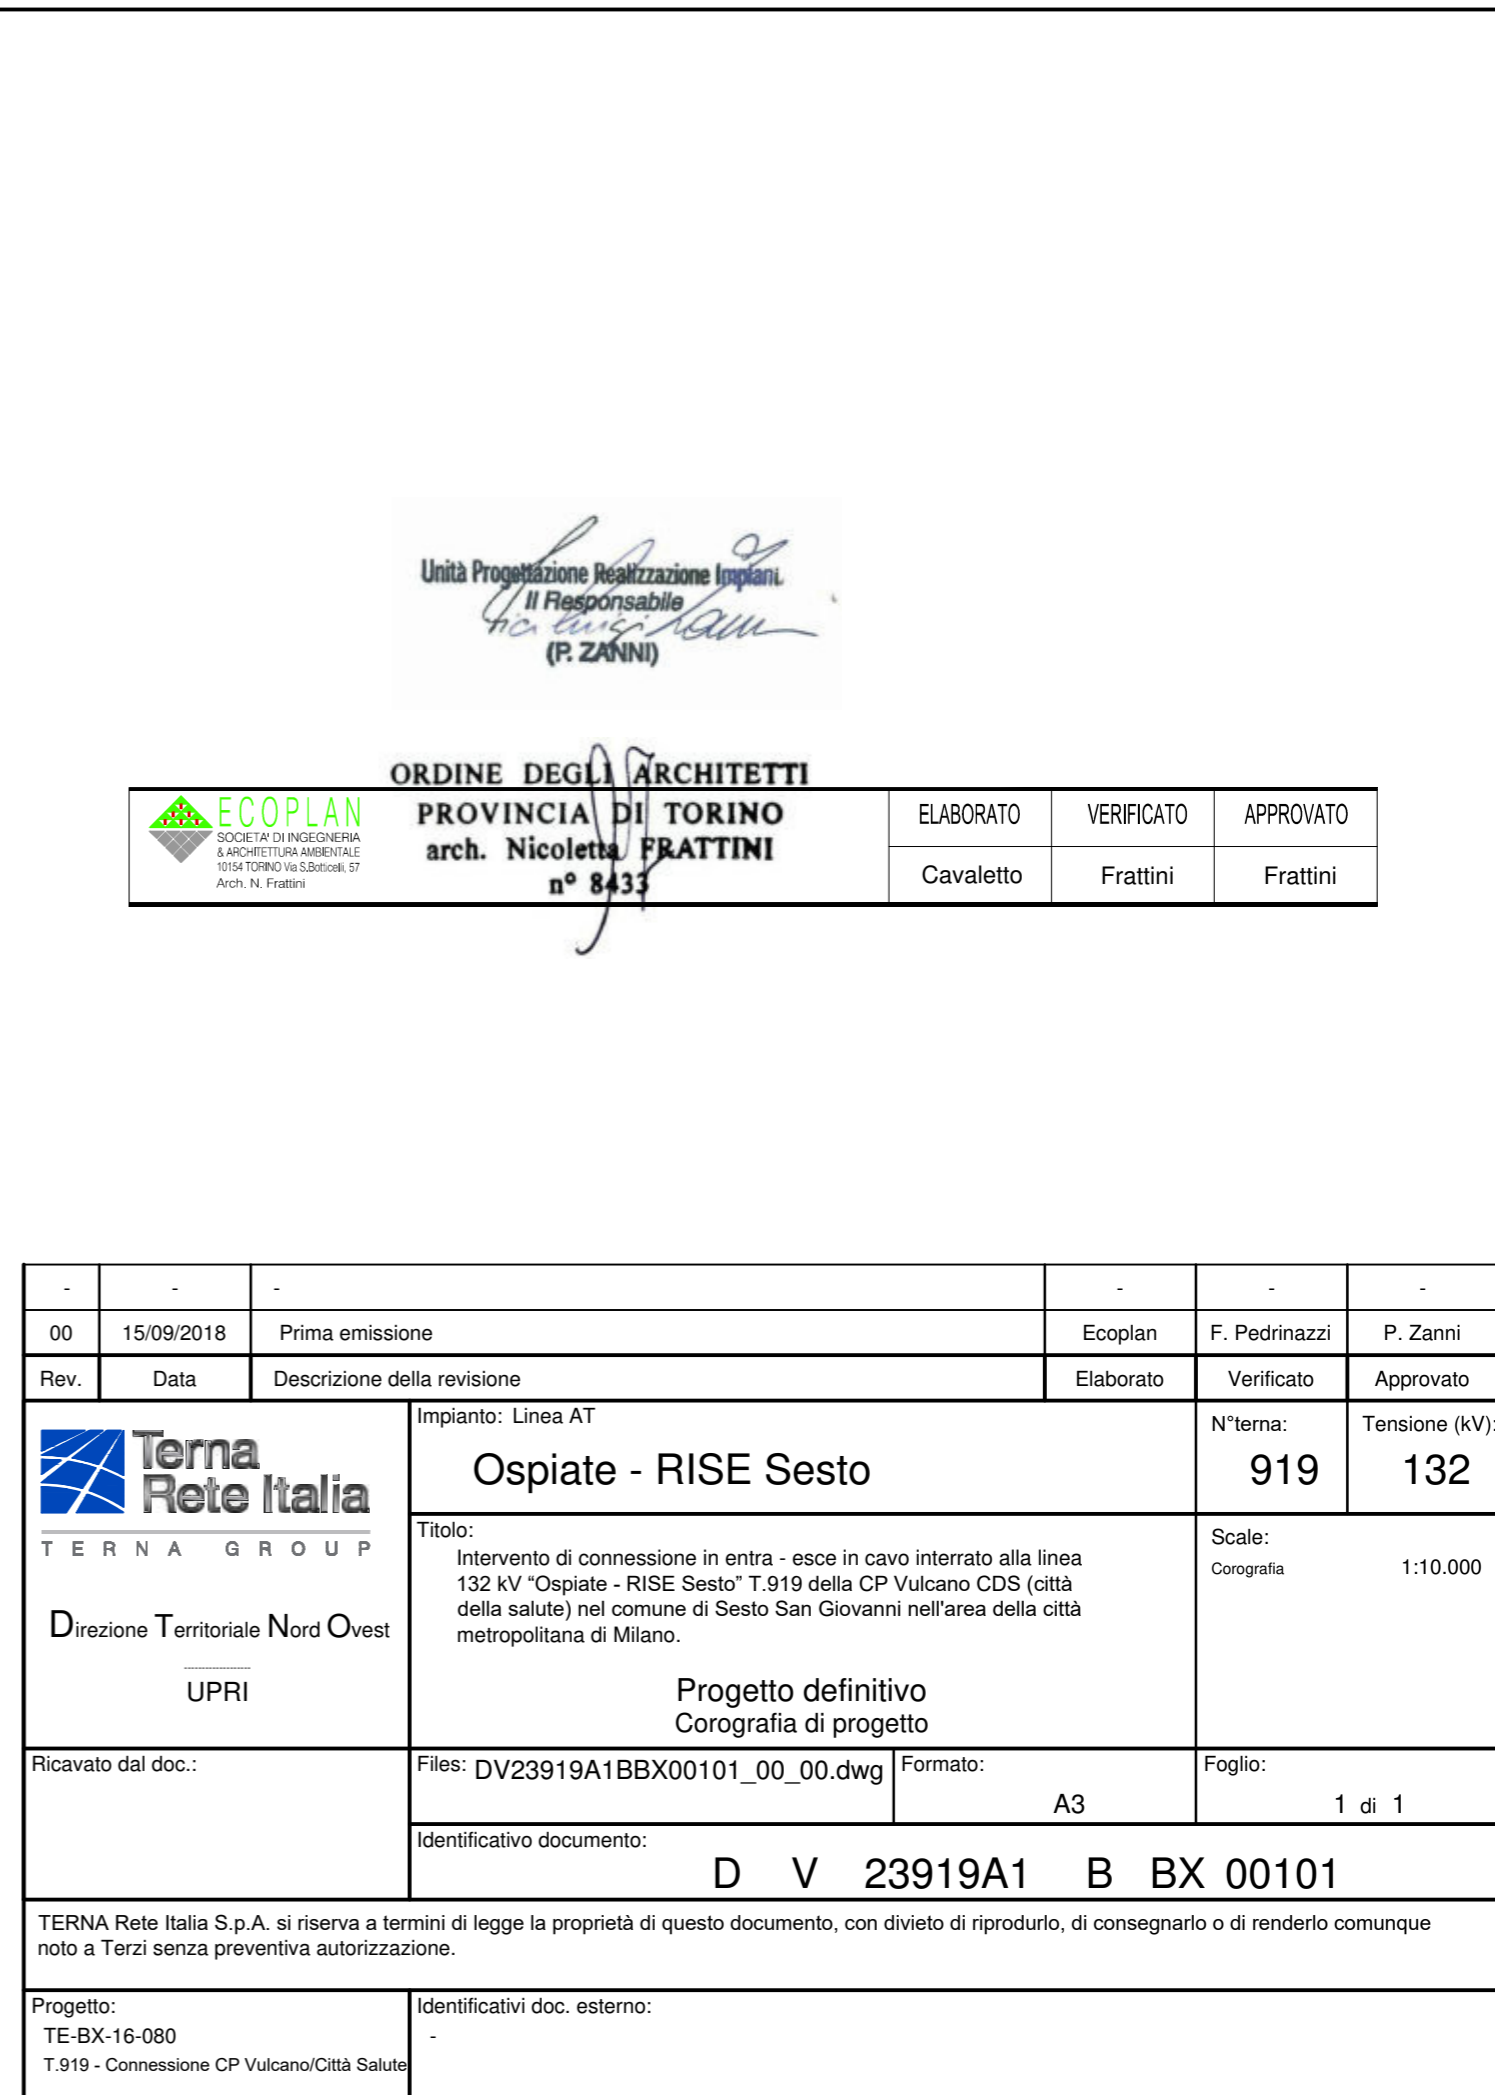 Unità Progettazione Realizzazione Impiani.
Il Responsabile
(P. ZANNI)
ORDINE DEGLI ARCHITETTI
PROVINCIA DI TORINO
arch. Nicoletta FRATTINI
n° 8433
ECOPLAN
SOCIETA' DI INGEGNERIA
& ARCHITETTURA AMBIENTALE
10154 TORINO Via S.Botticelli, 57
Arch. N. Frattini
ELABORATO VERIFICATO APPROVATO
Cavaletto Frattini Frattini
- - - - - -
00 15/09/2018 Prima emissione Ecoplan F. Pedrinazzi P. Zanni
Rev. Data Descrizione della revisione Elaborato Verificato Approvato
Terna
Rete Italia
TERNA GROUP
Direzione Territoriale Nord Ovest
-------------------
UPRI
Impianto: Linea AT
Ospiate - RISE Sesto
N°terna:
919
Tensione (kV):
132
Titolo:
Intervento di connessione in entra - esce in cavo interrato alla linea
132 kV “Ospiate - RISE Sesto” T.919 della CP Vulcano CDS (città
della salute) nel comune di Sesto San Giovanni nell'area della città
metropolitana di Milano.
Progetto definitivo
Corografia di progetto
Scale:
Corografia 1:10.000
Ricavato dal doc.:
Files: DV23919A1BBX00101_00_00.dwg
Formato:
A3
Foglio:
1 di 1
Identificativo documento:
D V 23919A1 B BX 00101
TERNA Rete Italia S.p.A. si riserva a termini di legge la proprietà di questo documento, con divieto di riprodurlo, di consegnarlo o di renderlo comunque
noto a Terzi senza preventiva autorizzazione.
Progetto:
TE-BX-16-080
T.919 - Connessione CP Vulcano/Città Salute
Identificativi doc. esterno:
-